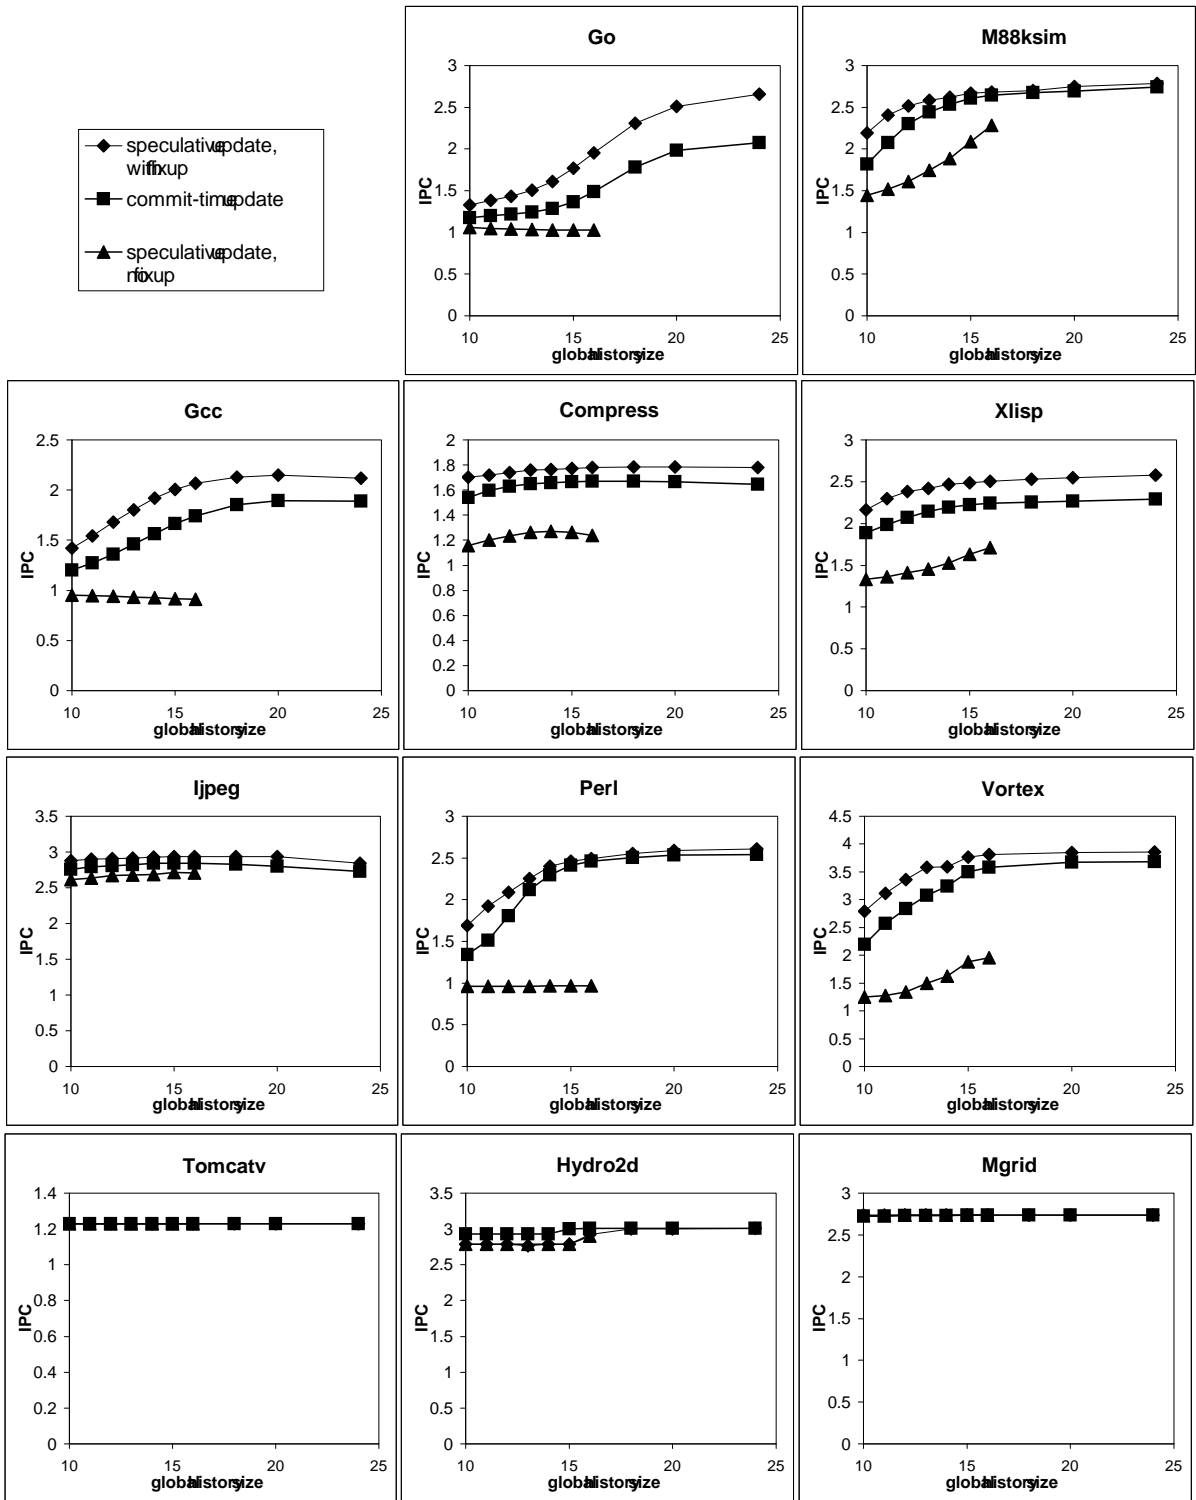 Go
3
2.5
2
1.5
1
0.5
0
IPC
10 15 20 25
global history size
M88ksim
3
2.5
2
1.5
1
0.5
0
IPC
10 15 20 25
global history size
speculative update,
with fixup
commit-time update
speculative update,
no fixup
Gcc
2.5
2
1.5
1
0.5
0
IPC
10 15 20 25
global history size
Compress
2
1.8
1.6
1.4
1.2
1
0.8
0.6
0.4
0.2
0
IPC
10 15 20 25
global history size
Xlisp
3
2.5
2
1.5
1
0.5
0
IPC
10 15 20 25
global history size
Ijpeg
3.5
3
2.5
2
1.5
1
0.5
0
IPC
10 15 20 25
global history size
Perl
3
2.5
2
1.5
1
0.5
0
IPC
10 15 20 25
global history size
Vortex
4.5
4
3.5
3
2.5
2
1.5
1
0.5
0
IPC
10 15 20 25
global history size
Tomcatv
1.4
1.2
1
0.8
0.6
0.4
0.2
0
IPC
10 15 20 25
global history size
Hydro2d
3.5
3
2.5
2
1.5
1
0.5
0
IPC
10 15 20 25
global history size
Mgrid
3
2.5
2
1.5
1
0.5
0
IPC
10 15 20 25
global history size